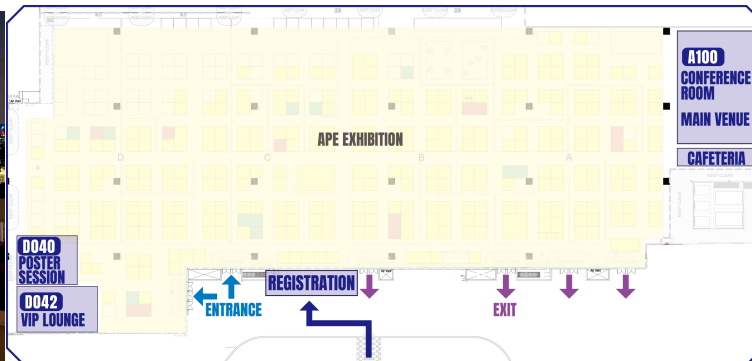 A100
CONFERENCE
ROOM
MAIN VENUE
CAFETERIA
APE EXHIBITION
D
C
B
A
D040
POSTER
SESSION
D042
VIP LOUNGE
ENTRANCE
REGISTRATION
EXIT